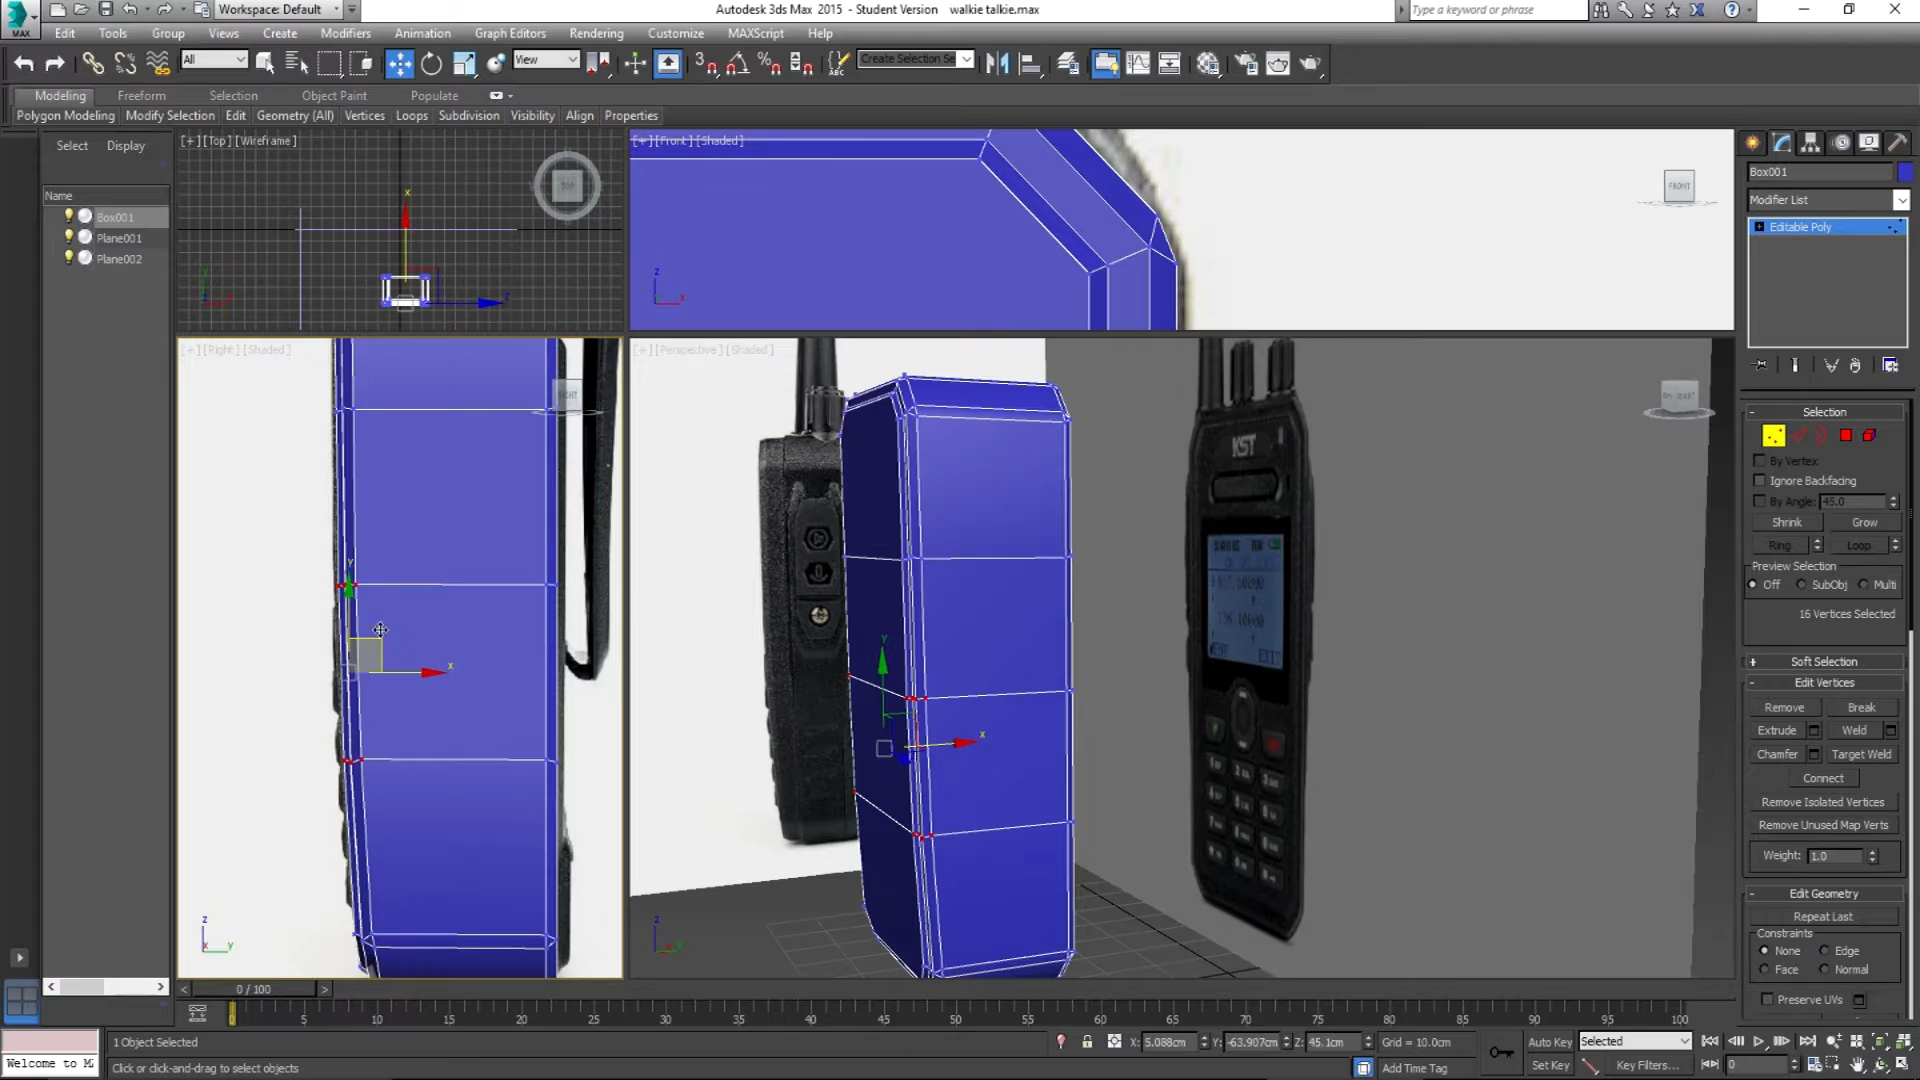 MAX
Workspace: Default
Autodesk 3ds Max 2015 - Student Version walkie talkie.max
Type a keyword or phrase
Edit Tools Group Views Create Modifiers Animation Graph Editors Rendering Customize MAXScript Help
All
View
3
Create Selection Se
Modeling Freeform Selection Object Paint Populate
Polygon Modeling Modify Selection Edit Geometry (All) Vertices Loops Subdivision Visibility Align Properties
Select Display
Name
Box001
Plane001
Plane002
[+][Top][Wireframe]
TOP
x
[+][Front][Shaded]
FRONT
z
x
[+][Right][Shaded]
Y
x
z
y
[+][Perspective][Shaded]
KST
EXIT
Y
x
z
Box001
Modifier List
Editable Poly
Selection
By Vertex
Ignore Backfacing
By Angle: 45.0
Shrink Grow
Ring Loop
Preview Selection
Off SubObj Multi
16 Vertices Selected
Soft Selection
Edit Vertices
Remove Break
Extrude Weld
Chamfer Target Weld
Connect
Remove Isolated Vertices
Remove Unused Map Verts
Weight: 1.0
Edit Geometry
Repeat Last
Constraints
None Edge
Face Normal
Preserve UVs
0 / 100
5 10 15 20 25 30 35 40 45 50 55 60 65 70 75 80 85 90 95 100
1 Object Selected
X: 5.088cm Y: -63.907cm Z: 45.1cm Grid = 10.0cm
Auto Key Selected
Welcome to M
Click or click-and-drag to select objects
Add Time Tag
Set Key Key Filters...
0